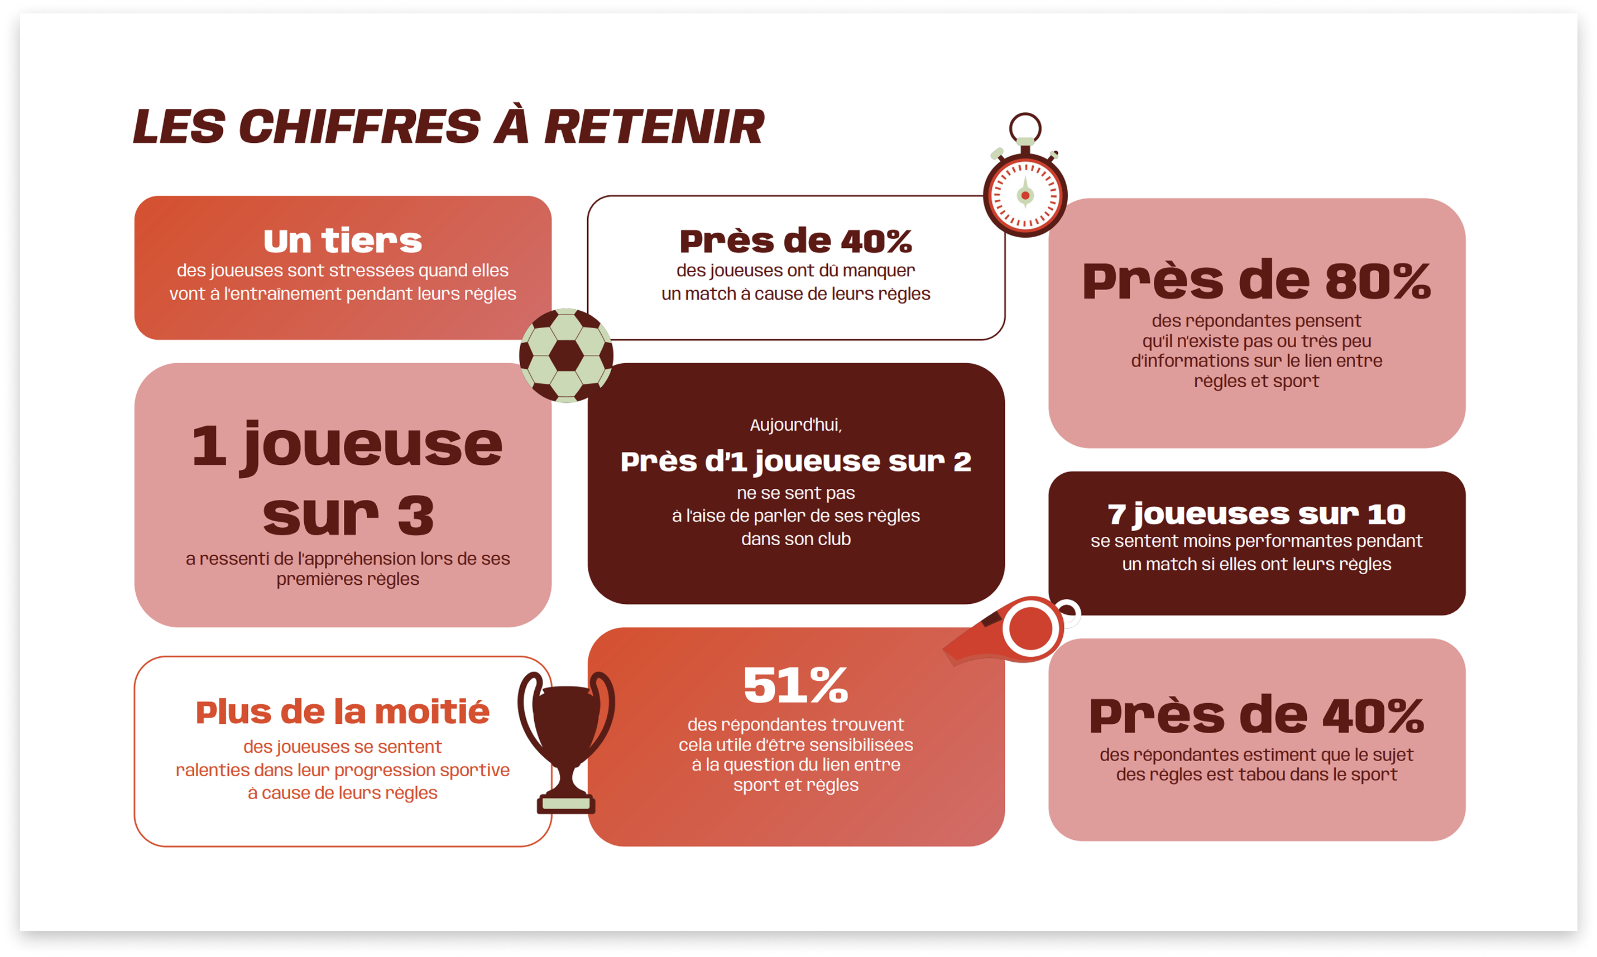 LES CHIFFRES À RETENIR
Un tiers
des joueuses sont stressées quand elles
vont à l'entraînement pendant leurs règles
Près de 40%
des joueuses ont dû manquer
un match à cause de leurs règles
Près de 80%
des répondantes pensent
qu'il n'existe pas ou très peu
d'informations sur le lien entre
règles et sport
1 joueuse
sur 3
a ressenti de l'appréhension lors de ses
premières règles
Aujourd'hui,
Près d'1 joueuse sur 2
ne se sent pas
à l'aise de parler de ses règles
dans son club
7 joueuses sur 10
se sentent moins performantes pendant
un match si elles ont leurs règles
Plus de la moitié
des joueuses se sentent
ralenties dans leur progression sportive
à cause de leurs règles
51%
des répondantes trouvent
cela utile d'être sensibilisées
à la question du lien entre
sport et règles
Près de 40%
des répondantes estiment que le sujet
des règles est tabou dans le sport